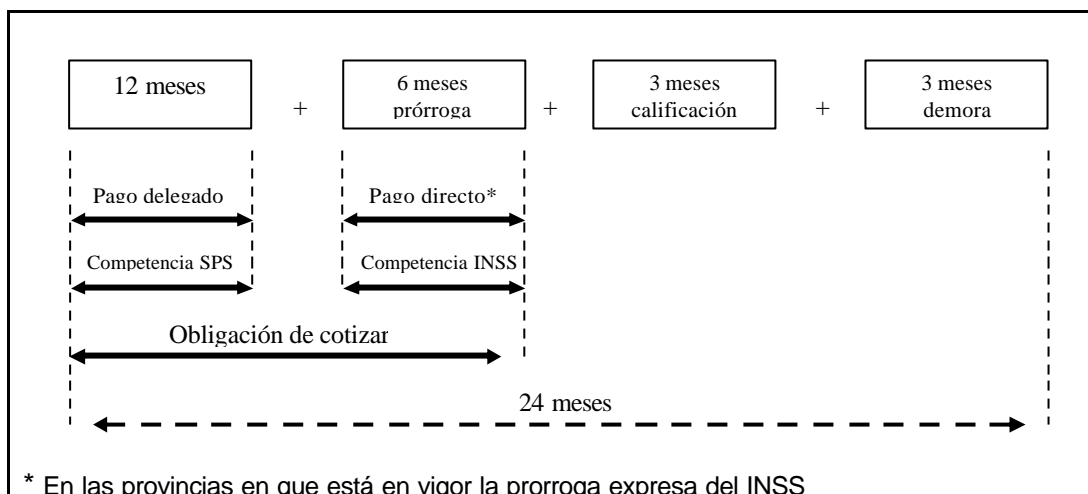 12 meses
+
6 meses
prórroga
+
3 meses
calificación
+
3 meses
demora
Pago delegado
Pago directo*
Competencia SPS
Competencia INSS
Obligación de cotizar
24 meses
* En las provincias en que está en vigor la prorroga expresa del INSS